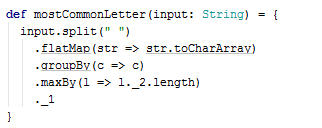 def mostCommonLetter(input: String) = {
  input.split(" ")
    .flatMap(str => str.toCharArray)
    .groupBy(c => c)
    .maxBy(l => l._2.length)
    ._1
}